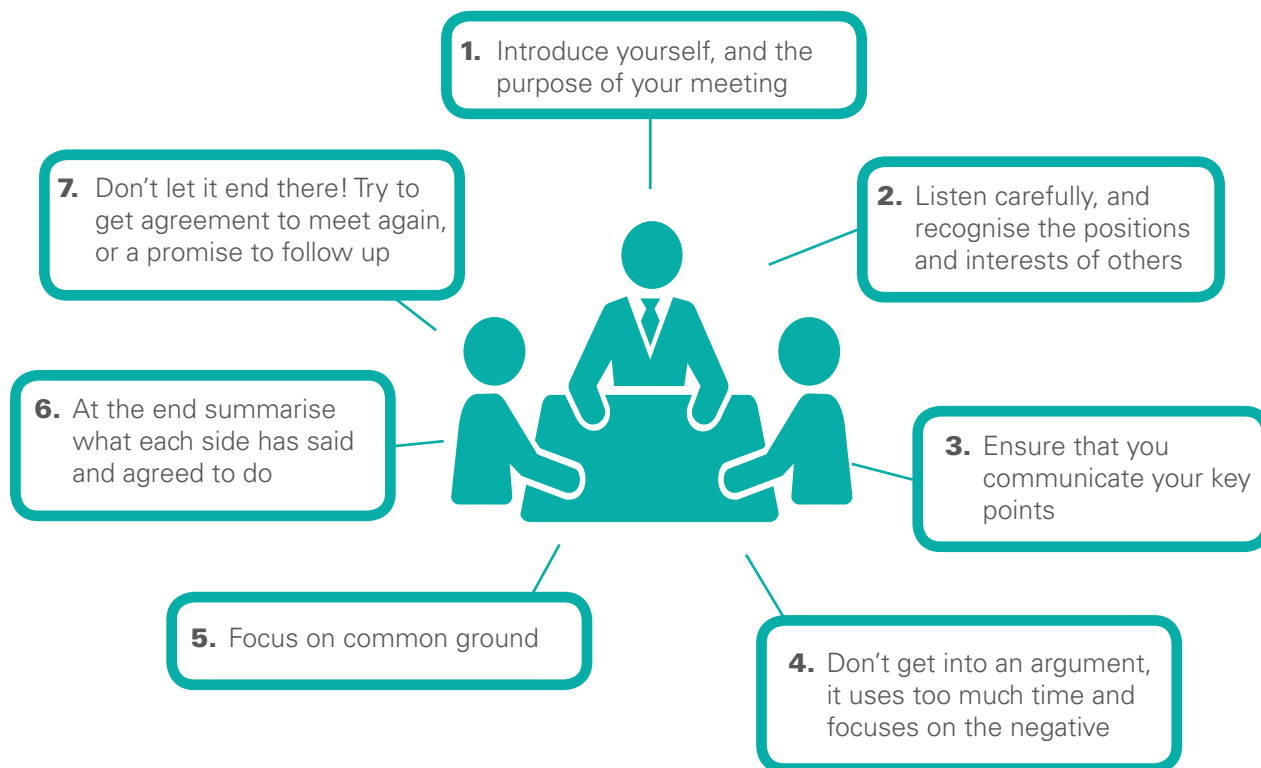 1. Introduce yourself, and the
purpose of your meeting
2. Listen carefully, and
recognise the positions
and interests of others
3. Ensure that you
communicate your key
points
4. Don’t get into an argument,
it uses too much time and
focuses on the negative
5. Focus on common ground
6. At the end summarise
what each side has said
and agreed to do
7. Don’t let it end there! Try to
get agreement to meet again,
or a promise to follow up